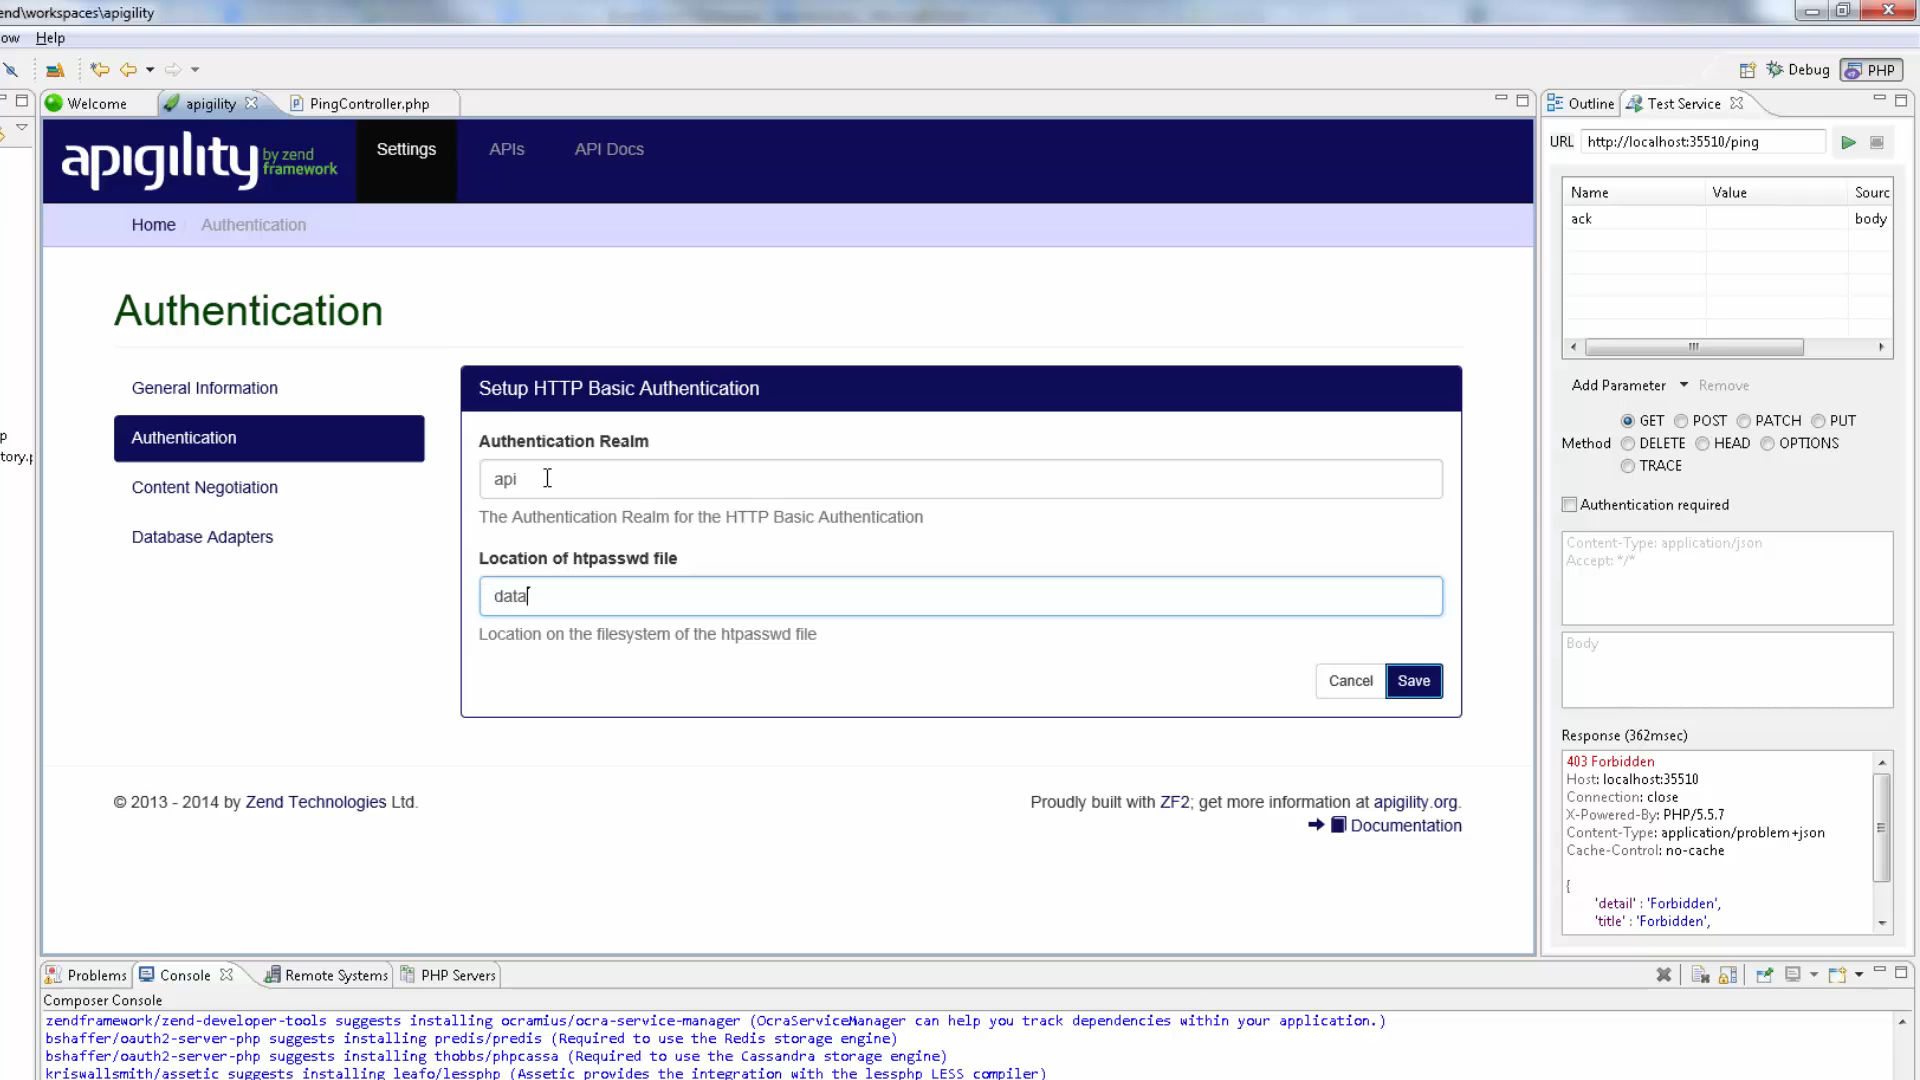 end\workspaces\apigility
ow Help
Debug PHP
Welcome apigility PingController.php
Outline Test Service
apigility by zend framework
Settings APIs API Docs
URL http://localhost:35510/ping
Home Authentication
Name Value Sourc
ack body
Authentication
General Information
Authentication
Content Negotiation
Database Adapters
p
tory.p
Setup HTTP Basic Authentication
Authentication Realm
api
The Authentication Realm for the HTTP Basic Authentication
Location of htpasswd file
data
Location on the filesystem of the htpasswd file
Cancel Save
Add Parameter Remove
GET POST PATCH PUT
Method DELETE HEAD OPTIONS
TRACE
Authentication required
Content-Type: application/json
Accept: */*
Body
Response (362msec)
403 Forbidden
Host: localhost:35510
Connection: close
X-Powered-By: PHP/5.5.7
Content-Type: application/problem+json
Cache-Control: no-cache
{
'detail' : 'Forbidden',
'title' : 'Forbidden',
© 2013 - 2014 by Zend Technologies Ltd.
Proudly built with ZF2; get more information at apigility.org.
Documentation
Problems Console Remote Systems PHP Servers
Composer Console
zendframework/zend-developer-tools suggests installing ocramius/ocra-service-manager (OcraServiceManager can help you track dependencies within your application.)
bshaffer/oauth2-server-php suggests installing predis/predis (Required to use the Redis storage engine)
bshaffer/oauth2-server-php suggests installing thobbs/phpcassa (Required to use the Cassandra storage engine)
kriswallsmith/assetic suggests installing leafo/lessphp (Assetic provides the integration with the lessphp LESS compiler)